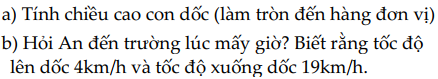 a) Tính chiều cao con dốc (làm tròn đến hàng đơn vị)
b) Hỏi An đến trường lúc mấy giờ? Biết rằng tốc độ
lên dốc 4km/h và tốc độ xuống dốc 19km/h.